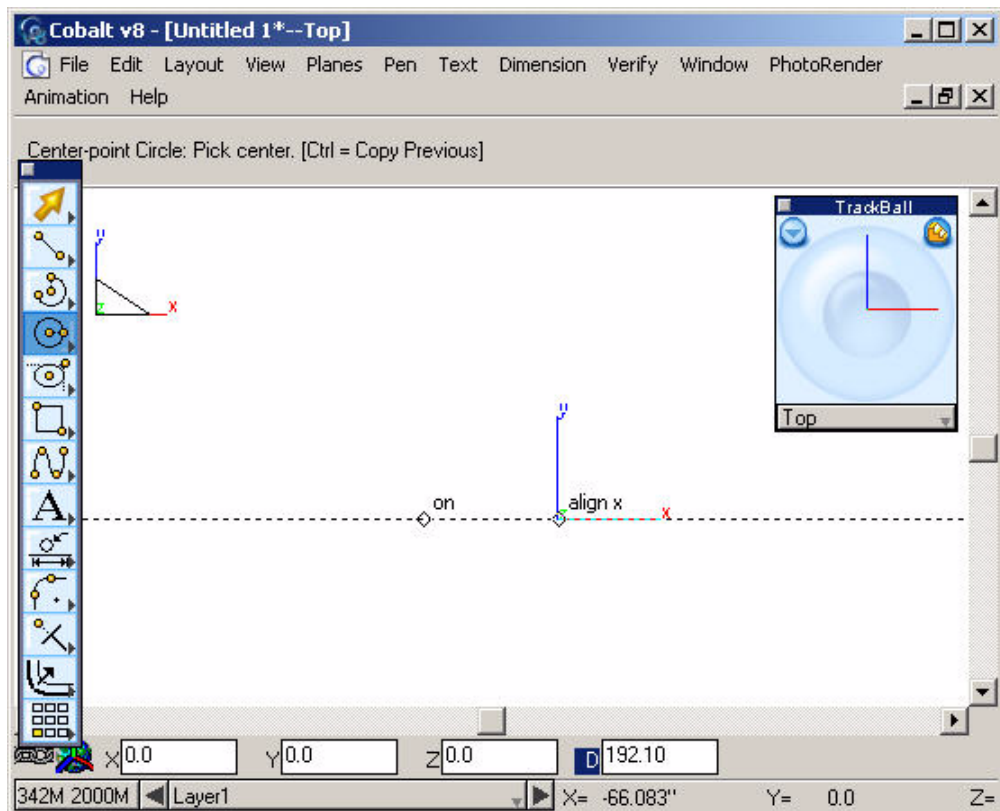 Cobalt v8 - [Untitled 1*--Top]
File Edit Layout View Planes Pen Text Dimension Verify Window PhotoRender
Animation Help
Center-point Circle: Pick center. [Ctrl = Copy Previous]
TrackBall
y
z x
Top
y
on align x
x
A
X 0.0 Y 0.0 Z 0.0 D 192.10
342M 2000M Layer1 X= -66.083" Y= 0.0 Z=